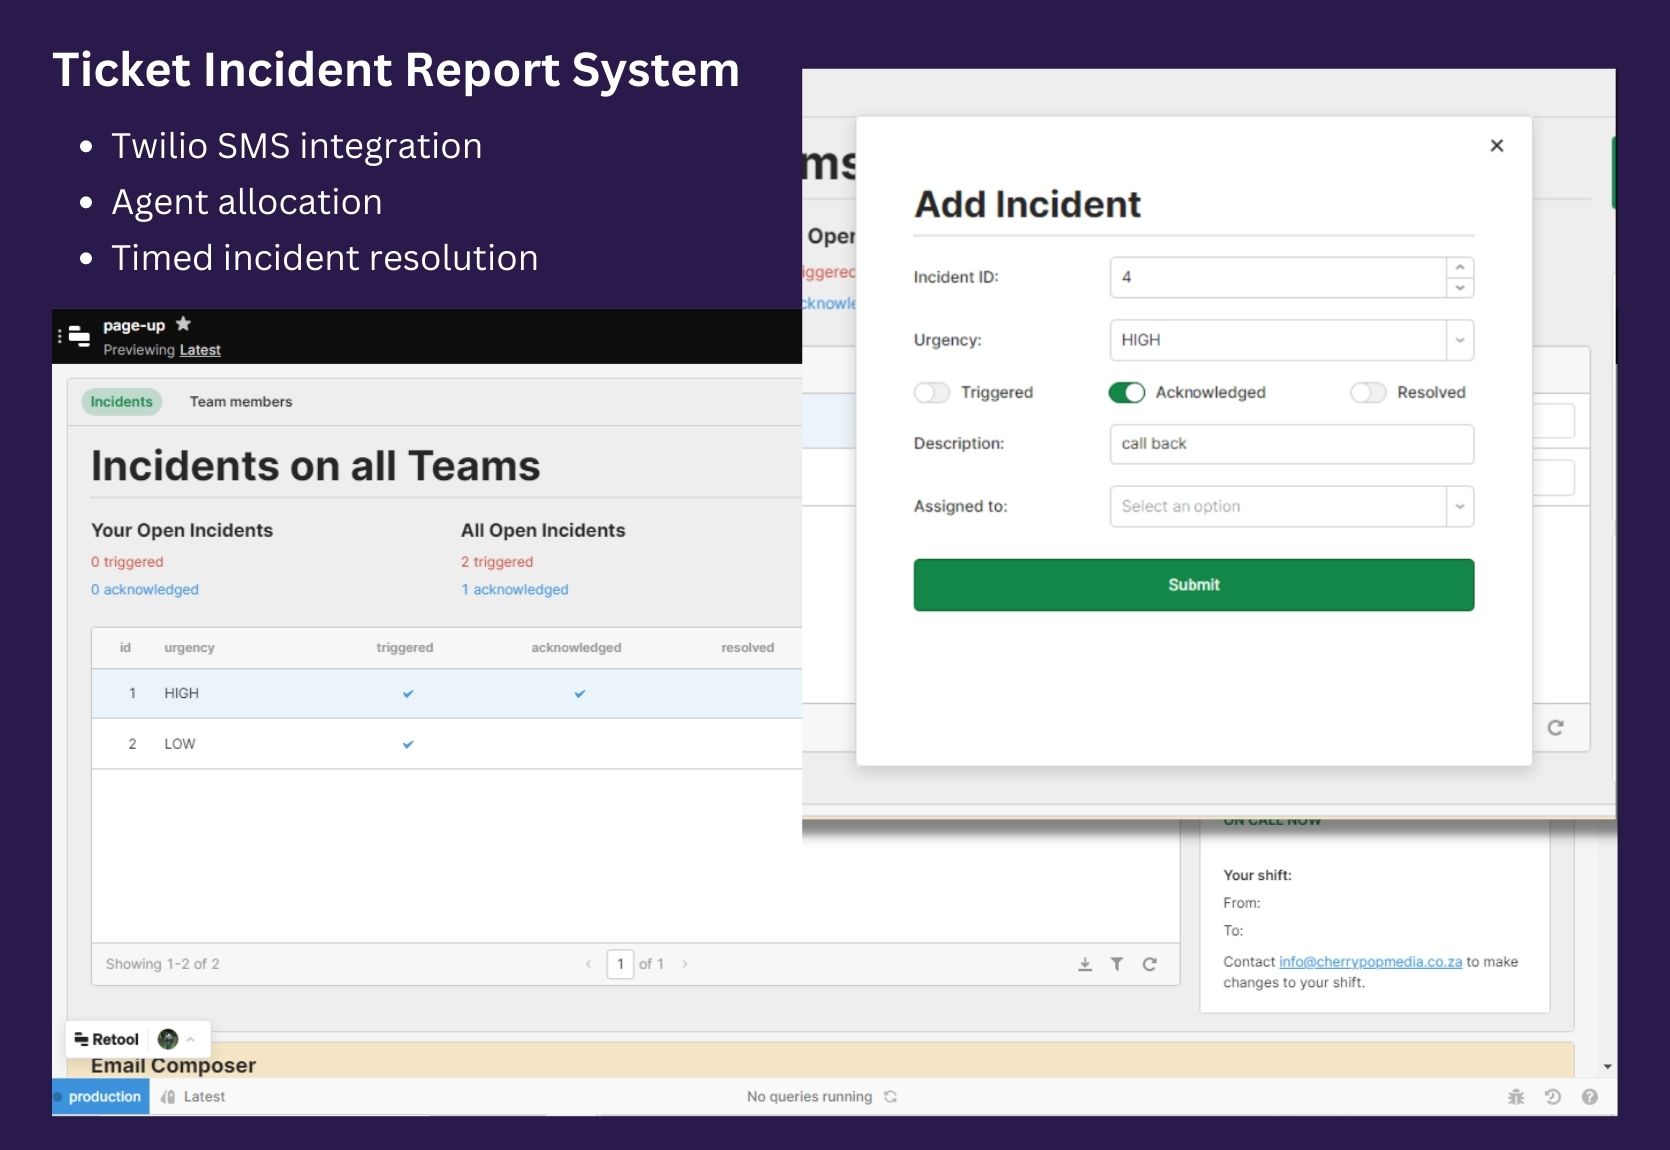 Ticket Incident Report System
• Twilio SMS integration
• Agent allocation
• Timed incident resolution
page-up
Previewing Latest
Incidents Team members
Incidents on all Teams
Your Open Incidents All Open Incidents
0 triggered 2 triggered
0 acknowledged 1 acknowledged
id urgency triggered acknowledged resolved
1 HIGH
2 LOW
Showing 1-2 of 2 1 of 1
Add Incident
Incident ID: 4
Urgency: HIGH
Triggered Acknowledged Resolved
Description: call back
Assigned to: Select an option
Submit
ON CALL NOW
Your shift:
From:
To:
Contact info@cherrypopmedia.co.za to make
changes to your shift.
Retool
Email Composer
production Latest No queries running